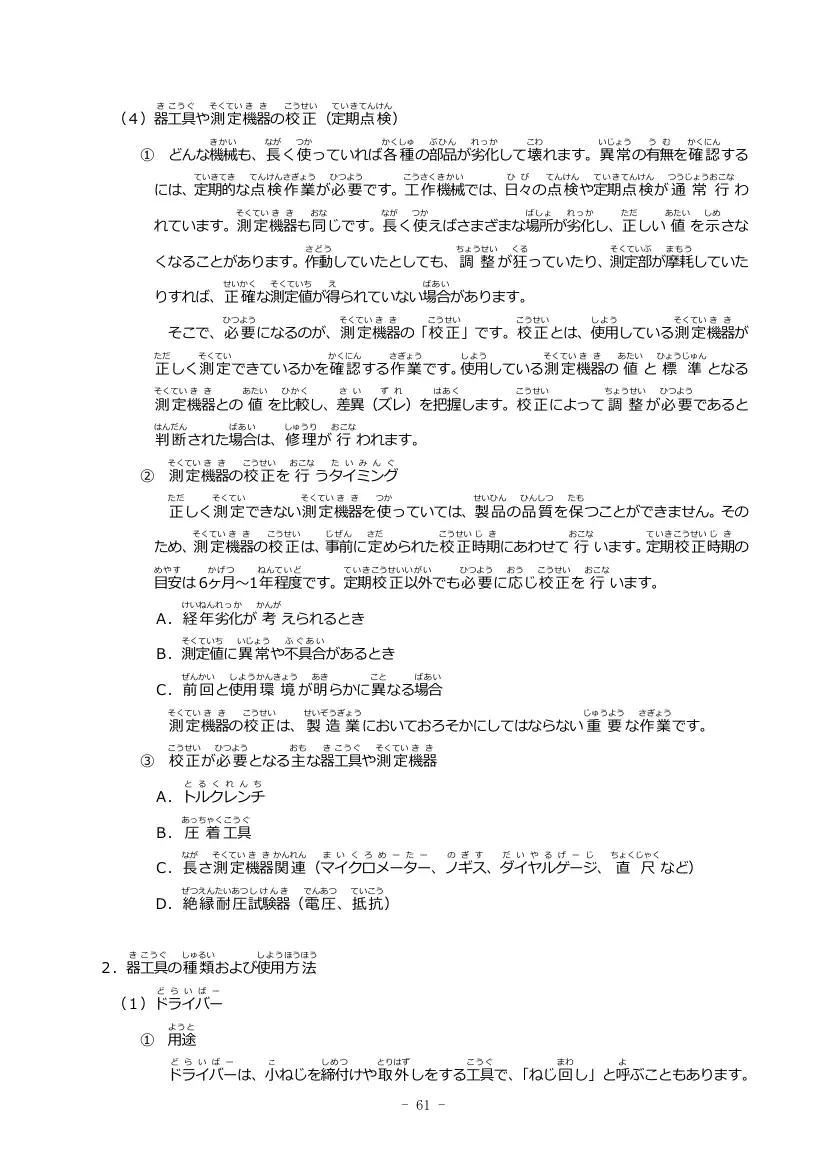 （４）器工具や測定機器の校正（定期点検）
① どんな機械も、長く使っていれば各種の部品が劣化して壊れます。異常の有無を確認する
には、定期的な点検作業が必要です。工作機械では、日々の点検や定期点検が通常行わ
れています。測定機器も同じです。長く使えばさまざまな場所が劣化し、正しい値を示さな
くなることがあります。作動していたとしても、調整が狂っていたり、測定部が摩耗していた
りすれば、正確な測定値が得られていない場合があります。
そこで、必要になるのが、測定機器の「校正」です。校正とは、使用している測定機器が
正しく測定できているかを確認する作業です。使用している測定機器の値と標準となる
測定機器との値を比較し、差異（ズレ）を把握します。校正によって調整が必要であると
判断された場合は、修理が行われます。
② 測定機器の校正を行うタイミング
正しく測定できない測定機器を使っていては、製品の品質を保つことができません。その
ため、測定機器の校正は、事前に定められた校正時期にあわせて行います。定期校正時期の
目安は6ヶ月～1年程度です。定期校正以外でも必要に応じ校正を行います。
A．経年劣化が考えられるとき
B．測定値に異常や不具合があるとき
C．前回と使用環境が明らかに異なる場合
測定機器の校正は、製造業においておろそかにしてはならない重要な作業です。
③ 校正が必要となる主な器工具や測定機器
A．トルクレンチ
B．圧着工具
C．長さ測定機器関連（マイクロメーター、ノギス、ダイヤルゲージ、直尺など）
D．絶縁耐圧試験器（電圧、抵抗）
２．器工具の種類および使用方法
（１）ドライバー
① 用途
ドライバーは、小ねじを締付けや取外しをする工具で、「ねじ回し」と呼ぶこともあります。
- 61 -